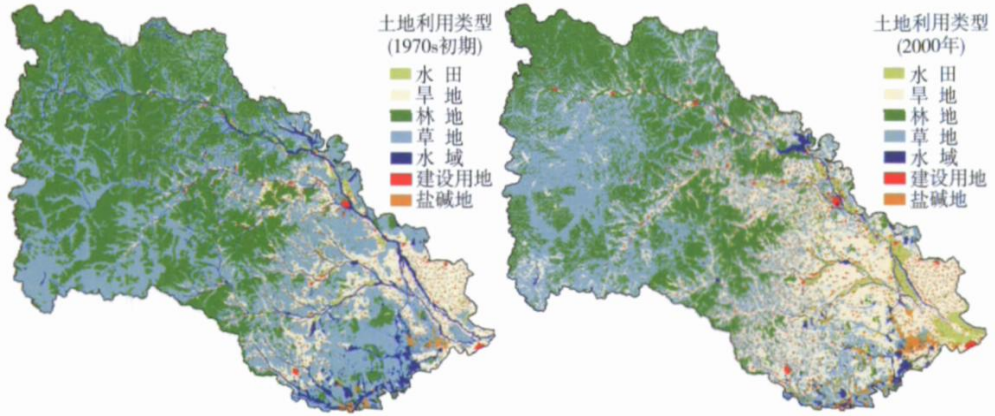 土地利用类型
(1970s初期)
水 田
旱 地
林 地
草 地
水 域
建设用地
盐碱地
土地利用类型
(2000年)
水 田
旱 地
林 地
草 地
水 域
建设用地
盐碱地